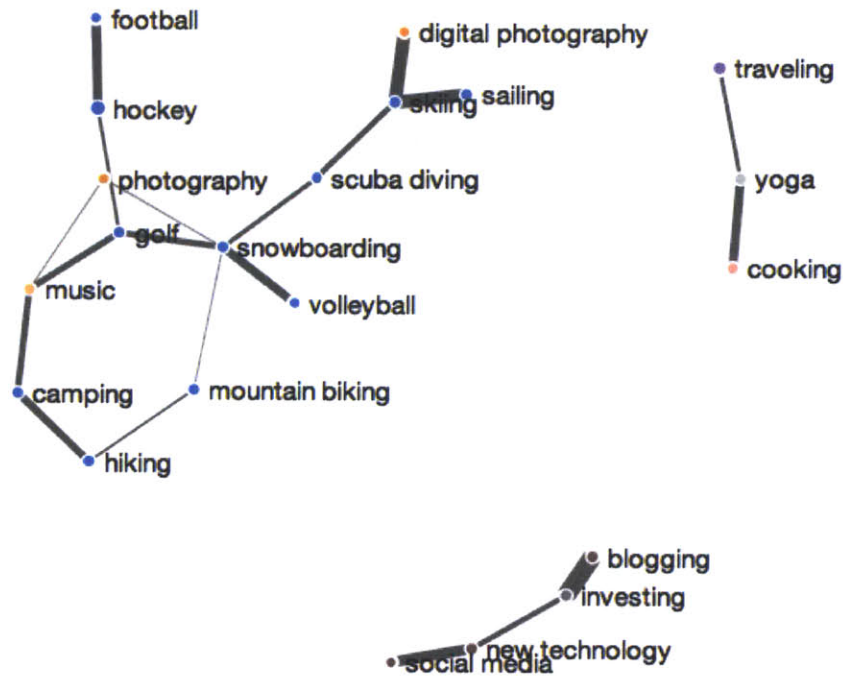 football
digital photography
traveling
skiing
sailing
hockey
photography
scuba diving
yoga
golf
snowboarding
cooking
music
volleyball
camping
mountain biking
hiking
blogging
investing
new technology
social media